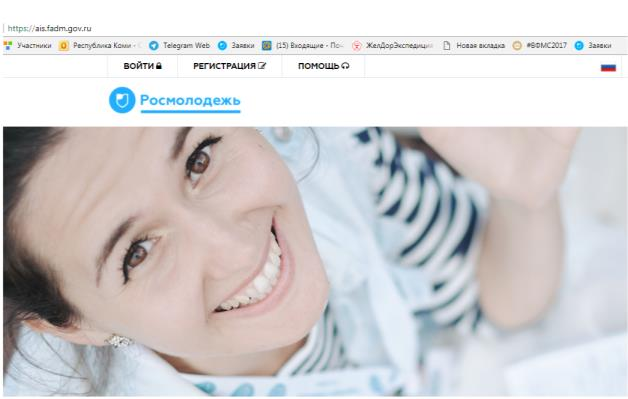 https://ais.fadm.gov.ru
Участники Республика Коми - Telegram Web Заявки (15) Входящие - Поч ЖелДорЭкспедиция Новая вкладка #ВФМС2017 Заявки
ВОЙТИ РЕГИСТРАЦИЯ ПОМОЩЬ
Росмолодежь